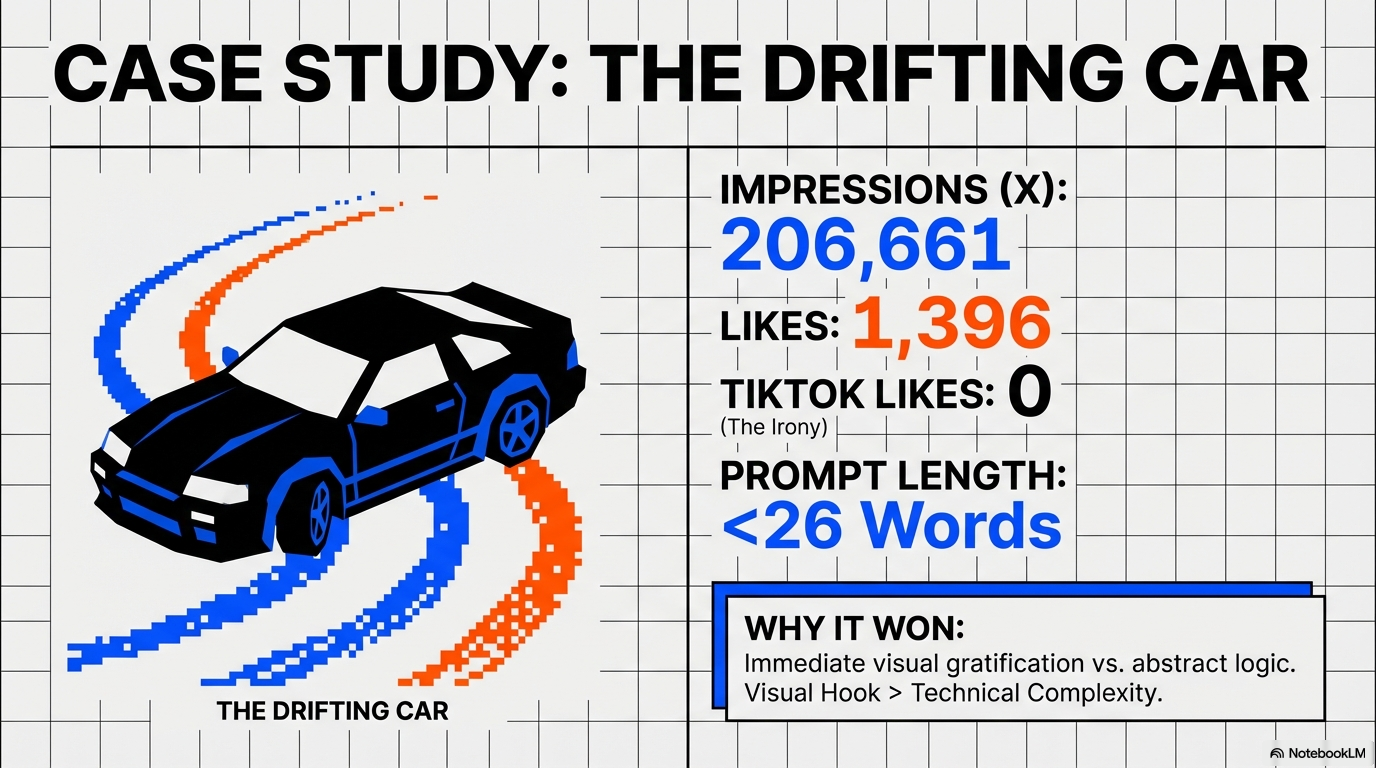 CASE STUDY: THE DRIFTING CAR
THE DRIFTING CAR
IMPRESSIONS (X):
206,661
LIKES: 1,396
TIKTOK LIKES: 0
(The Irony)
PROMPT LENGTH:
<26 Words
WHY IT WON:
Immediate visual gratification vs. abstract logic.
Visual Hook > Technical Complexity.
NotebookLM